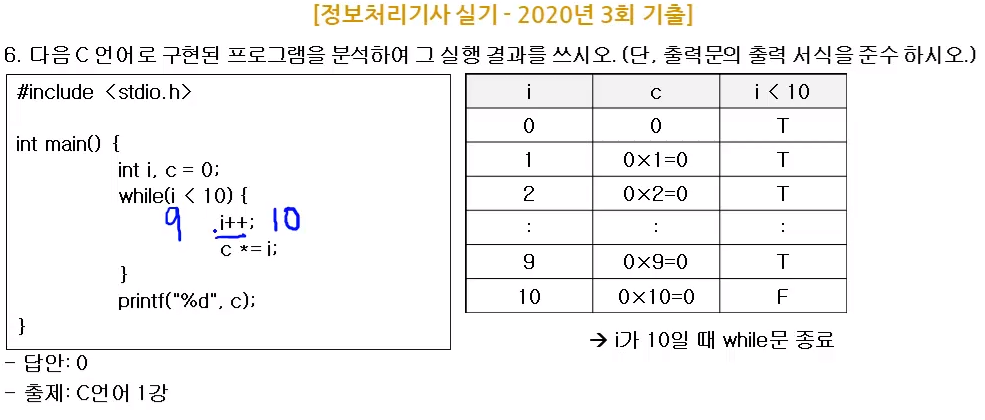 [정보처리기사 실기 - 2020년 3회 기출]
6. 다음 C 언어로 구현된 프로그램을 분석하여 그 실행 결과를 쓰시오. (단, 출력문의 출력 서식을 준수 하시오.)
#include <stdio.h>
int main() {
int i, c = 0;
while(i < 10) {
9 i++; 10
c *= i;
}
printf("%d", c);
}
i c i < 10
0 0 T
1 0×1=0 T
2 0×2=0 T
: : :
9 0×9=0 T
10 0×10=0 F
→ i가 10일 때 while문 종료
- 답안: 0
- 출제: C언어 1강